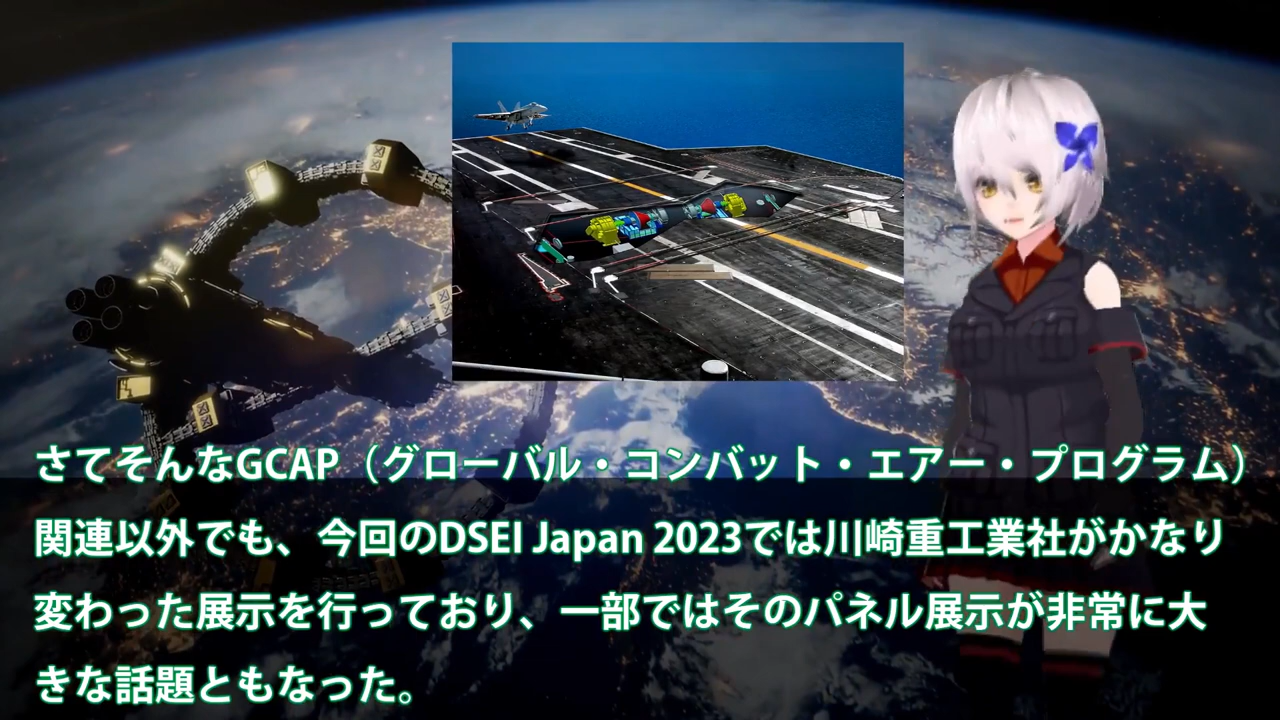 さてそんなGCAP（グローバル・コンバット・エアー・プログラム）
関連以外でも、今回のDSEI Japan 2023では川崎重工業社がかなり
変わった展示を行っており、一部ではそのパネル展示が非常に大
きな話題ともなった。